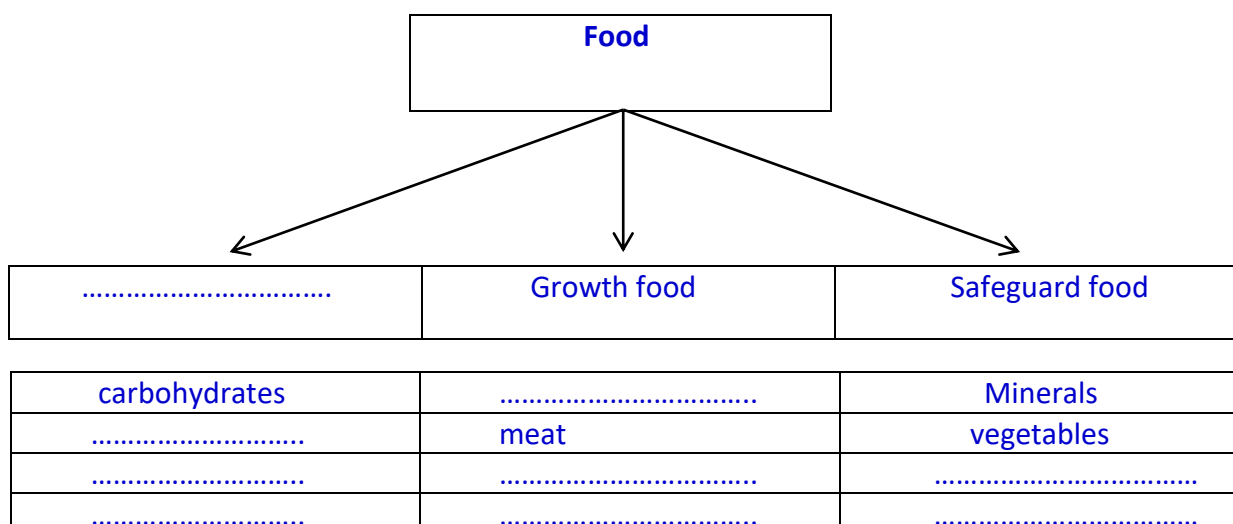 Food
……………………………. Growth food Safeguard food
carbohydrates …………………………….. Minerals
……………………….. meat vegetables
……………………….. …………………………….. ………………………………
……………………….. …………………………….. ………………………………